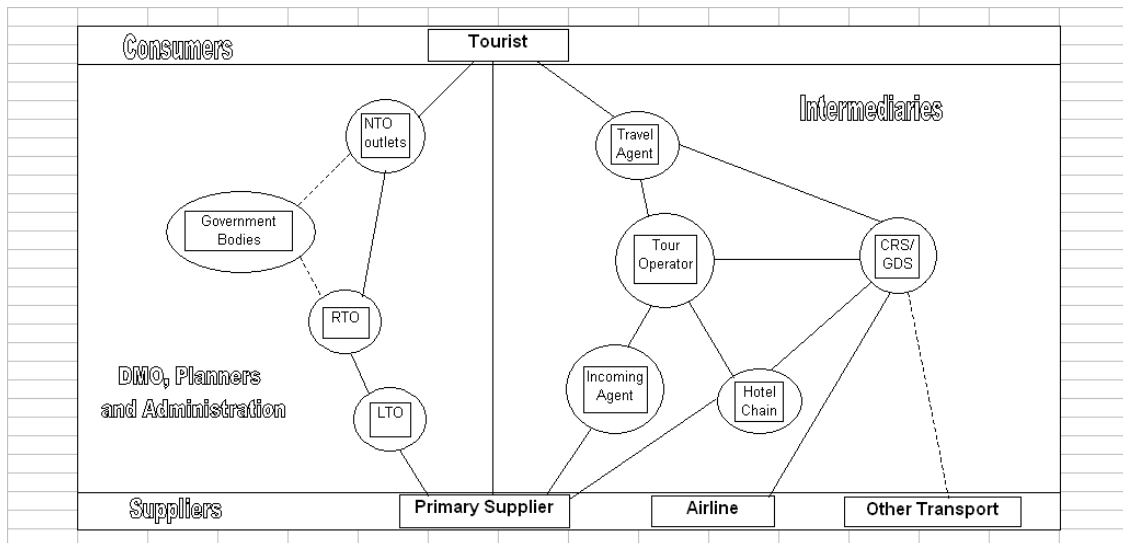 Consumers
Tourist
Intermediaries
NTO
outlets
Travel
Agent
Government
Bodies
Tour
Operator
CRS/
GDS
RTO
DMO, Planners
and Administration
Incoming
Agent
Hotel
Chain
LTO
Suppliers
Primary Supplier
Airline
Other Transport